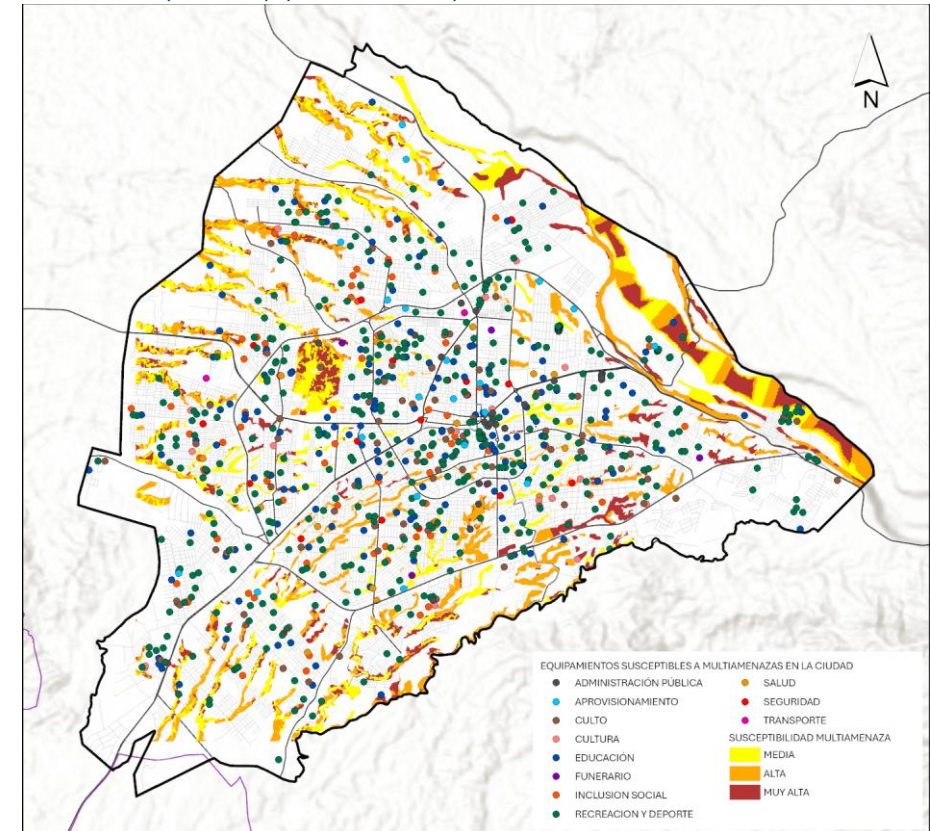 N
EQUIPAMIENTOS SUSCEPTIBLES A MULTIAMENAZAS EN LA CIUDAD
ADMINISTRACIÓN PÚBLICA
APROVISIONAMIENTO
CULTO
CULTURA
EDUCACIÓN
FUNERARIO
INCLUSION SOCIAL
RECREACION Y DEPORTE
SALUD
SEGURIDAD
TRANSPORTE
SUSCEPTIBILIDAD MULTIAMENAZA
MEDIA
ALTA
MUY ALTA